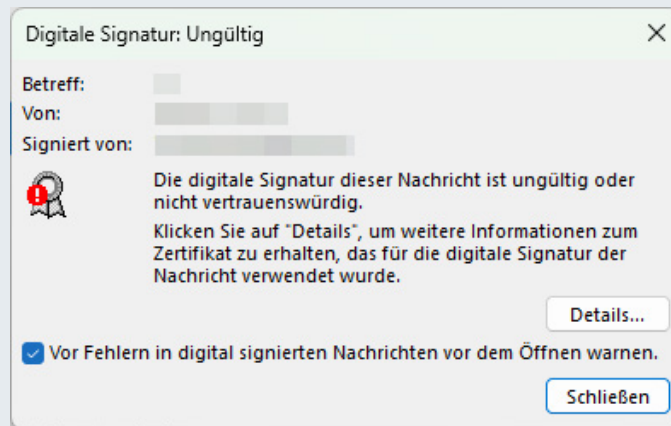 Digitale Signatur: Ungültig
Betreff:
Von:
Signiert von:
Die digitale Signatur dieser Nachricht ist ungültig oder
nicht vertrauenswürdig.
Klicken Sie auf "Details", um weitere Informationen zum
Zertifikat zu erhalten, das für die digitale Signatur der
Nachricht verwendet wurde.
Details...
Vor Fehlern in digital signierten Nachrichten vor dem Öffnen warnen.
Schließen